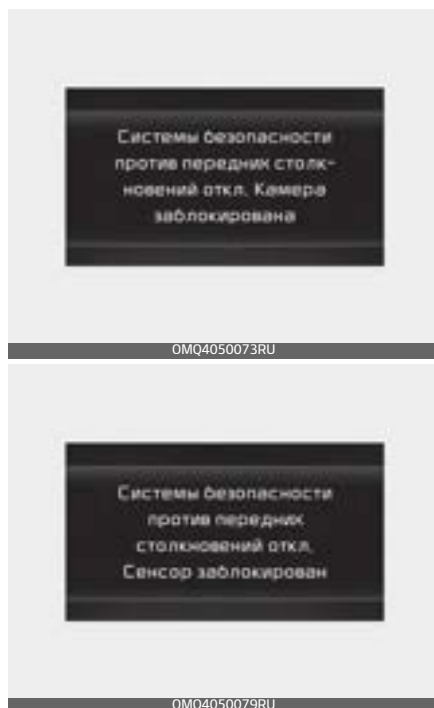 Системы безопасности
против передних столк-
новений откл. Камера
заблокирована
OMQ4050073RU
Системы безопасности
против передних
столкновений откл.
Сенсор заблокирован
OMQ4050079RU